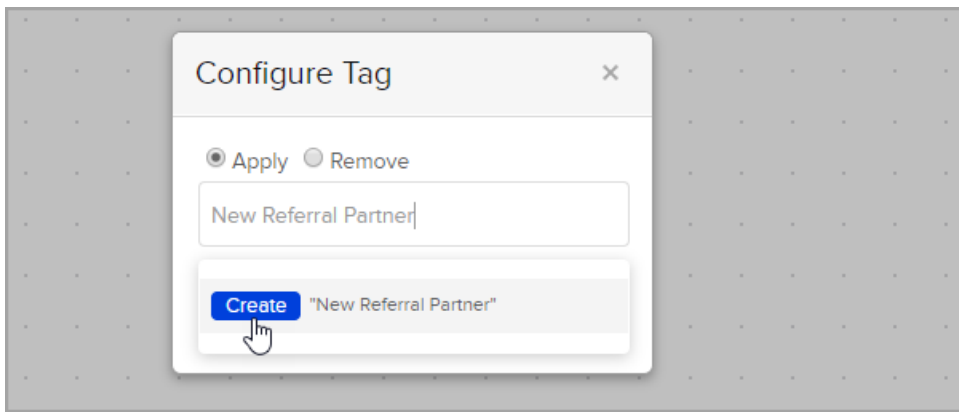 Configure Tag ×
Apply Remove
New Referral Partner
Create "New Referral Partner"